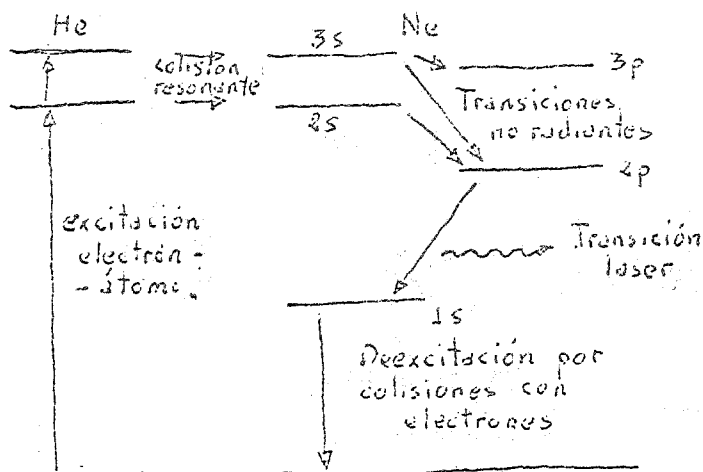 He
Ne
3s
colisión
resonante
3p
2s
Transiciones
no radiantes
2p
excitación
electrón-
-átomo.
Transición
laser
1s
Deexcitación por
colisiones con
electrones